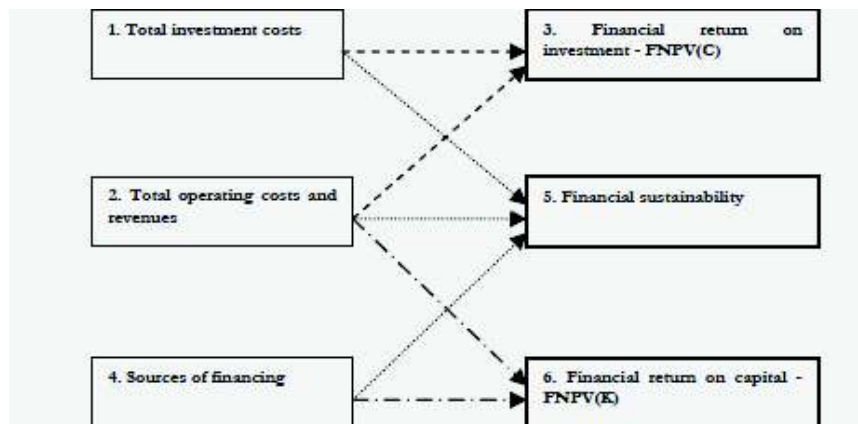 1. Total investment costs
3. Financial return on
investment - FNPV(C)
2. Total operating costs and
revenues
5. Financial sustainability
4. Sources of financing
6. Financial return on capital -
FNPV(K)